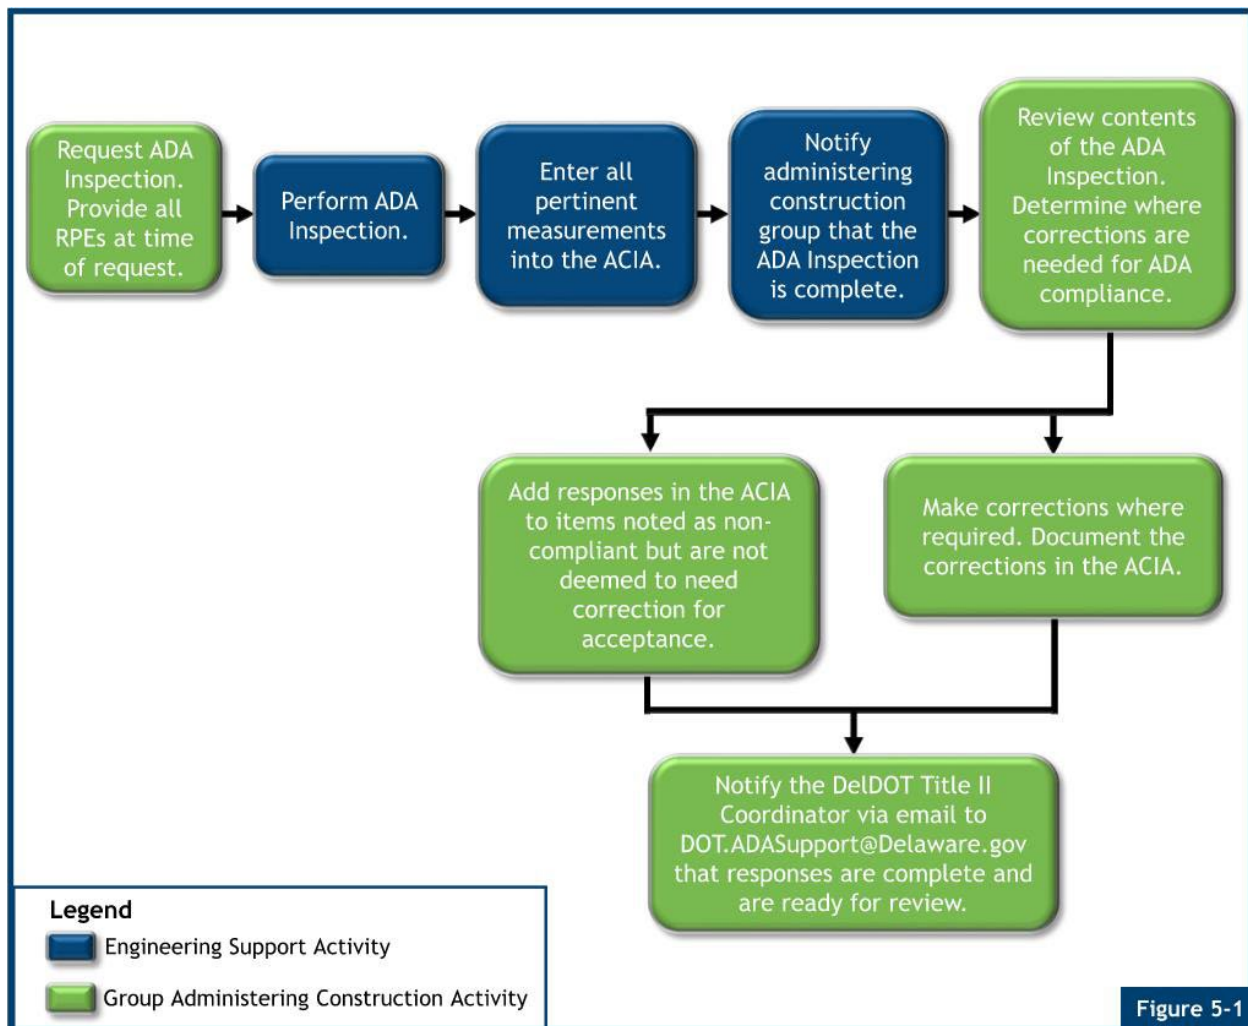 Request ADA
Inspection.
Provide all
RPEs at time
of request.
Perform ADA
Inspection.
Enter all
pertinent
measurements
into the ACIA.
Notify
administering
construction
group that the
ADA Inspection
is complete.
Review contents
of the ADA
Inspection.
Determine where
corrections are
needed for ADA
compliance.
Add responses in the ACIA
to items noted as non-
compliant but are not
deemed to need
correction for
acceptance.
Make corrections where
required. Document the
corrections in the ACIA.
Notify the DelDOT Title II
Coordinator via email to
DOT.ADASupport@Delaware.gov
that responses are complete and
are ready for review.
Legend
Engineering Support Activity
Group Administering Construction Activity
Figure 5-1